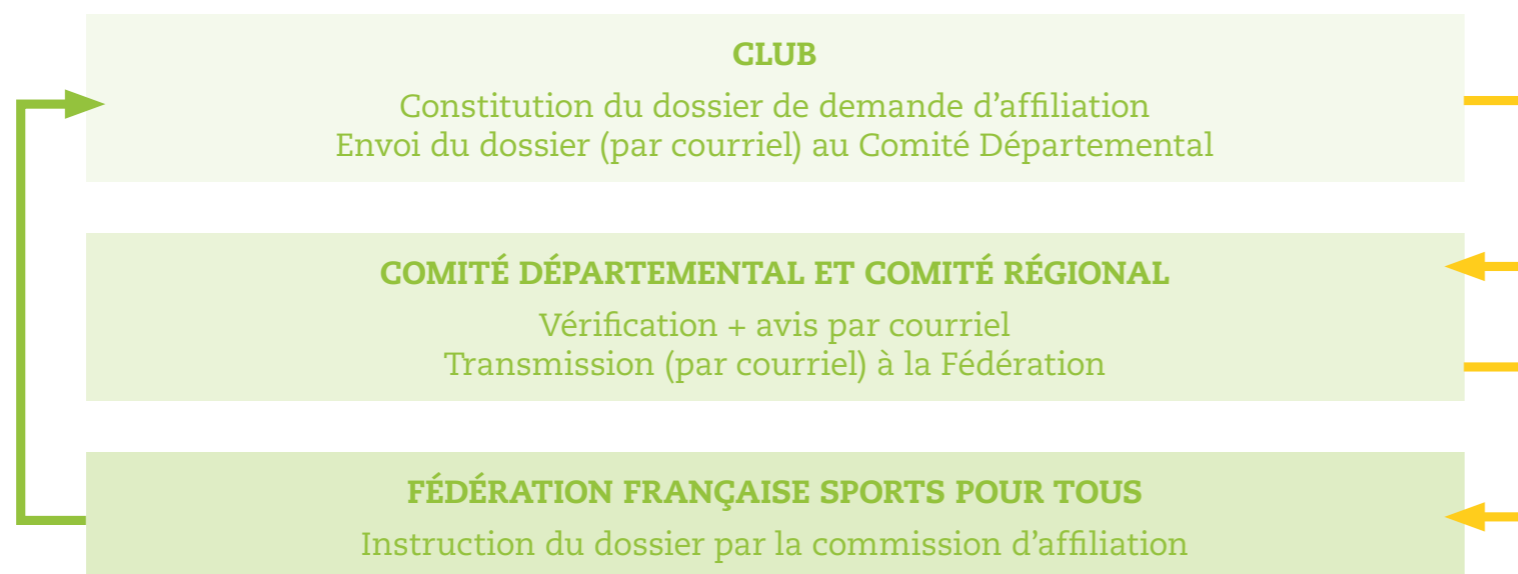 CLUB
Constitution du dossier de demande d’affiliation
Envoi du dossier (par courriel) au Comité Départemental
COMITÉ DÉPARTEMENTAL ET COMITÉ RÉGIONAL
Vérification + avis par courriel
Transmission (par courriel) à la Fédération
FÉDÉRATION FRANÇAISE SPORTS POUR TOUS
Instruction du dossier par la commission d’affiliation